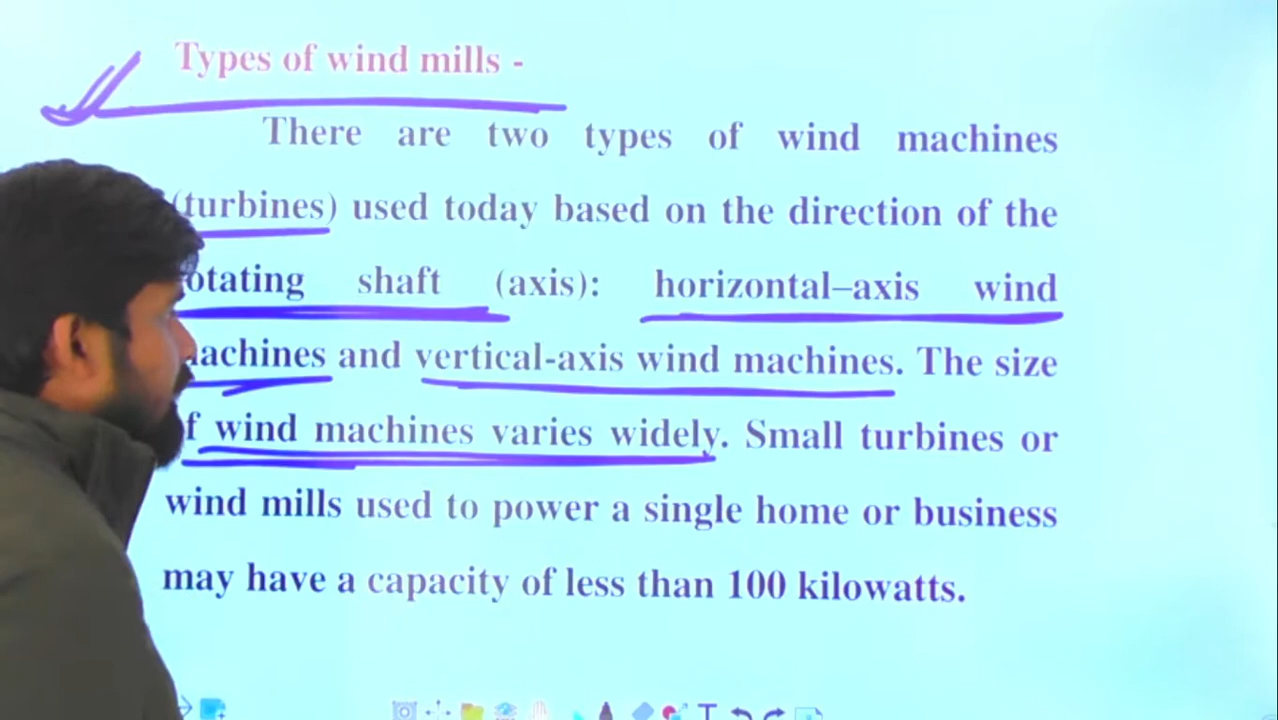 Types of wind mills -
There are two types of wind machines
(turbines) used today based on the direction of the
otating shaft (axis): horizontal–axis wind
achines and vertical-axis wind machines. The size
f wind machines varies widely. Small turbines or
wind mills used to power a single home or business
may have a capacity of less than 100 kilowatts.